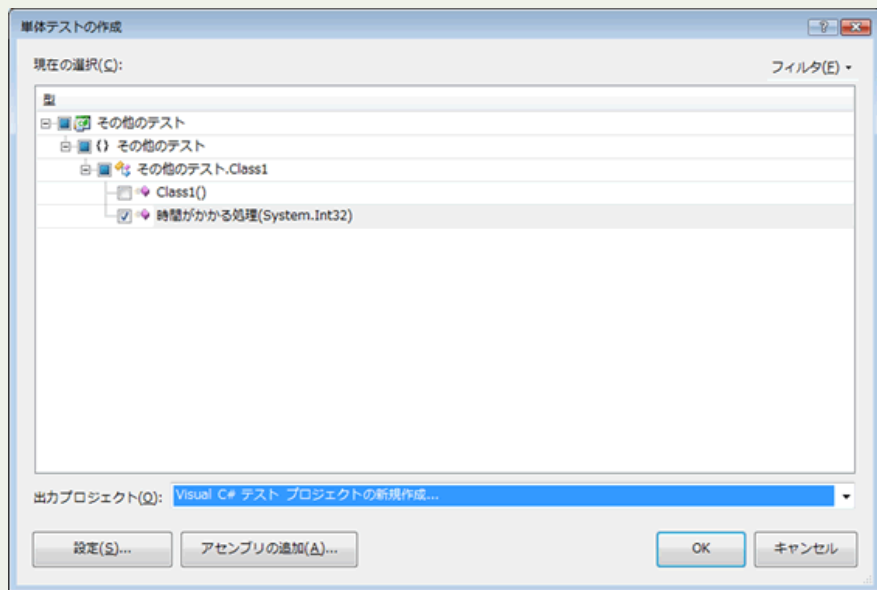 単体テストの作成
現在の選択(C):
フィルタ(F)
型
その他のテスト
{} その他のテスト
その他のテスト.Class1
Class1()
時間がかかる処理(System.Int32)
出力プロジェクト(O): Visual C# テスト プロジェクトの新規作成...
設定(S)... アセンブリの追加(A)... OK キャンセル